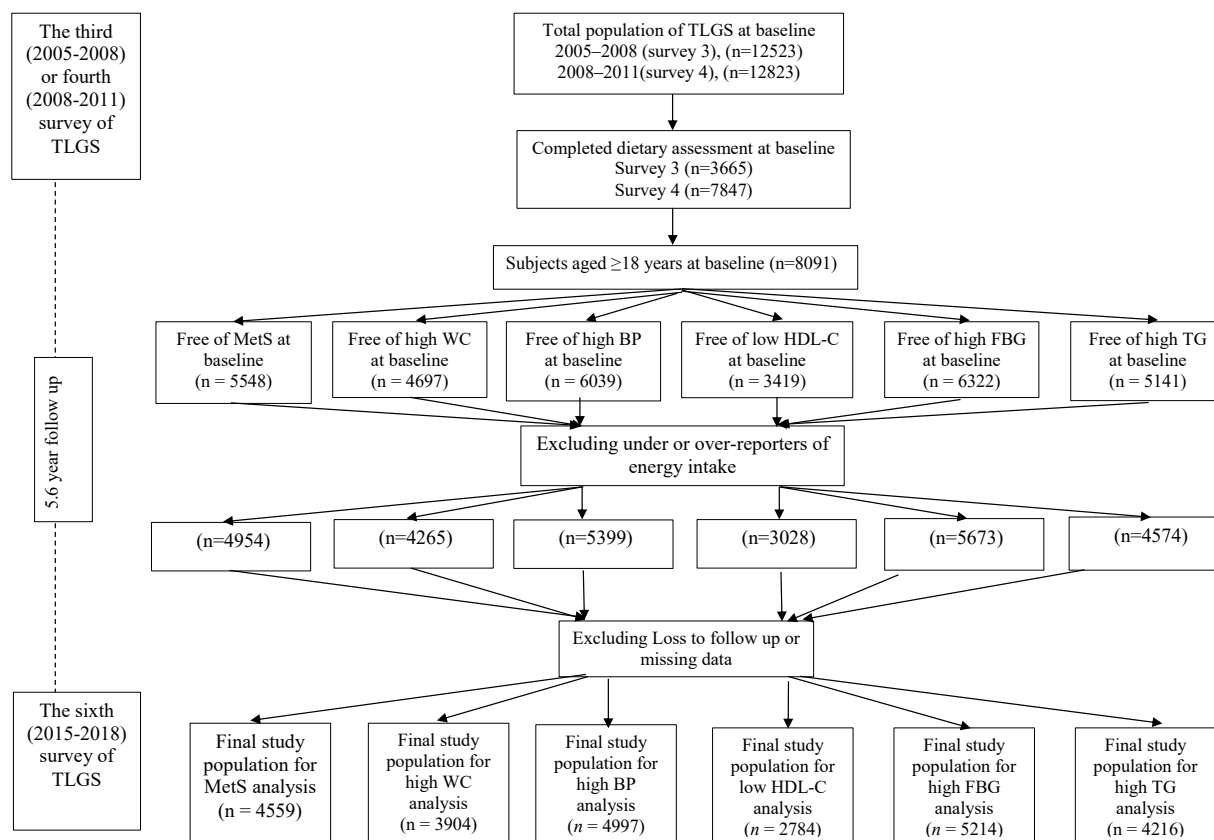 The third
(2005-2008)
or fourth
(2008-2011)
survey of
TLGS
Total population of TLGS at baseline
2005–2008 (survey 3), (n=12523)
2008–2011(survey 4), (n=12823)
Completed dietary assessment at baseline
Survey 3 (n=3665)
Survey 4 (n=7847)
Subjects aged ≥18 years at baseline (n=8091)
Free of MetS at
baseline
(n = 5548)
Free of high WC
at baseline
(n = 4697)
Free of high BP
at baseline
(n = 6039)
Free of low HDL-C
at baseline
(n = 3419)
Free of high FBG
at baseline
(n = 6322)
Free of high TG
at baseline
(n = 5141)
5.6 year follow up
Excluding under or over-reporters of
energy intake
(n=4954)
(n=4265)
(n=5399)
(n=3028)
(n=5673)
(n=4574)
Excluding Loss to follow up or
missing data
The sixth
(2015-2018)
survey of
TLGS
Final study
population for
MetS analysis
(n = 4559)
Final study
population for
high WC
analysis
(n = 3904)
Final study
population for
high BP
analysis
(n = 4997)
Final study
population for
low HDL-C
analysis
(n = 2784)
Final study
population for
high FBG
analysis
(n = 5214)
Final study
population for
high TG
analysis
(n = 4216)